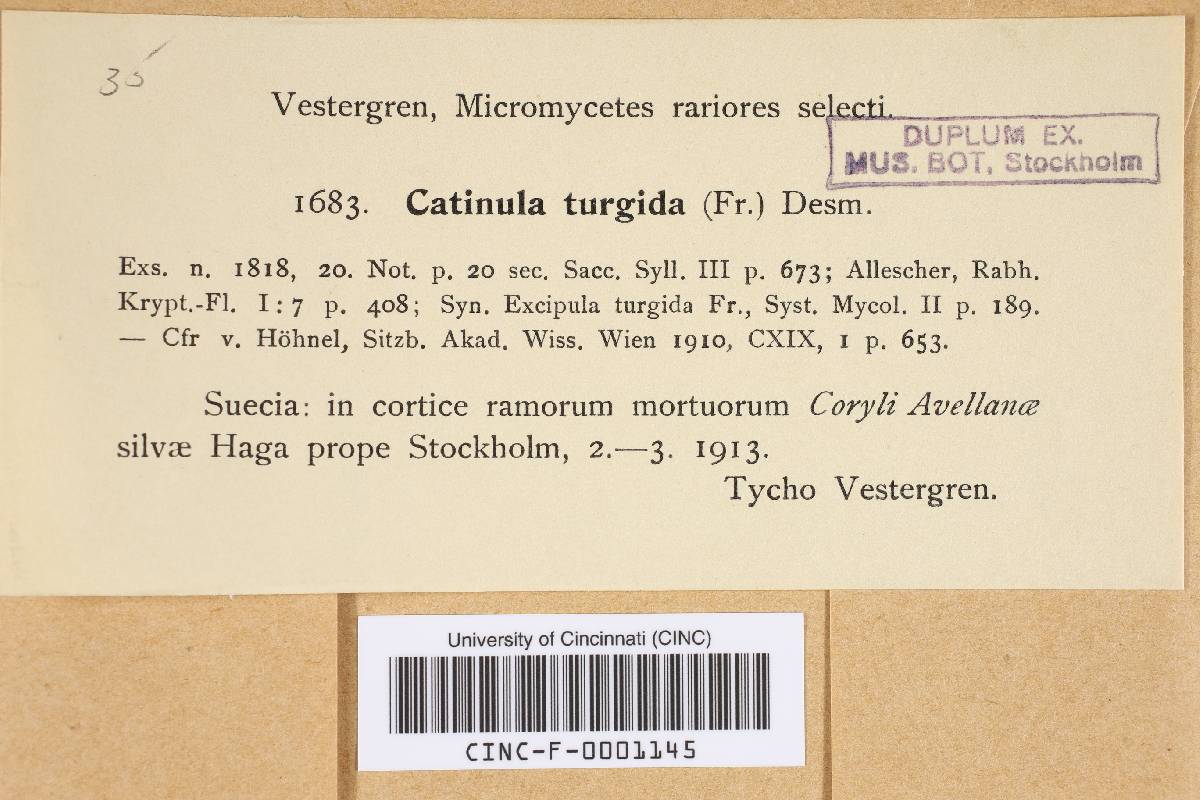 35
Vestergren, Micromycetes rariores selecti.
DUPLUM EX.
MUS. BOT, Stockholm
1683. Catinula turgida (Fr.) Desm.
Exs. n. 1818, 20. Not. p. 20 sec. Sacc. Syll. III p. 673; Allescher, Rabh.
Krypt.-Fl. I: 7 p. 408; Syn. Excipula turgida Fr., Syst. Mycol. II p. 189.
— Cfr v. Höhnel, Sitzb. Akad. Wiss. Wien 1910, CXIX, 1 p. 653.
Suecia: in cortice ramorum mortuorum Coryli Avellanæ
silvæ Haga prope Stockholm, 2.—3. 1913.
Tycho Vestergren.
University of Cincinnati (CINC)
CINC-F-0001145